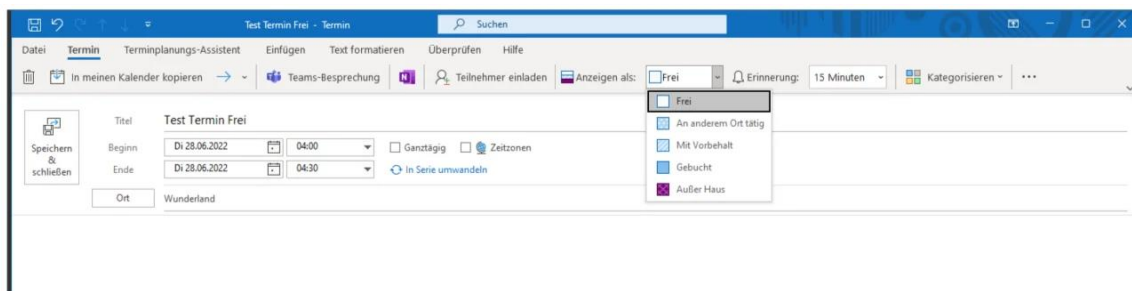 Test Termin Frei - Termin
Suchen
Datei Termin Terminplanungs-Assistent Einfügen Text formatieren Überprüfen Hilfe
In meinen Kalender kopieren Teams-Besprechung Teilnehmer einladen Anzeigen als: Frei Erinnerung: 15 Minuten Kategorisieren
Frei
An anderem Ort tätig
Mit Vorbehalt
Gebucht
Außer Haus
Speichern
&
schließen
Titel Test Termin Frei
Beginn Di 28.06.2022 04:00 Ganztägig Zeitzonen
Ende Di 28.06.2022 04:30 In Serie umwandeln
Ort Wunderland